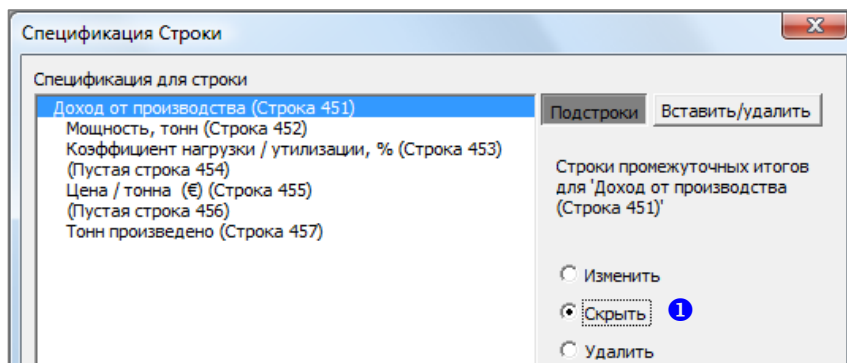 Спецификация Строки
Спецификация для строки
Доход от производства (Строка 451)
Мощность, тонн (Строка 452)
Коэффициент нагрузки / утилизации, % (Строка 453)
(Пустая строка 454)
Цена / тонна (€) (Строка 455)
(Пустая строка 456)
Тонн произведено (Строка 457)
Подстроки Вставить/удалить
Строки промежуточных итогов
для 'Доход от производства
(Строка 451)'
Изменить
Скрыть 1
Удалить